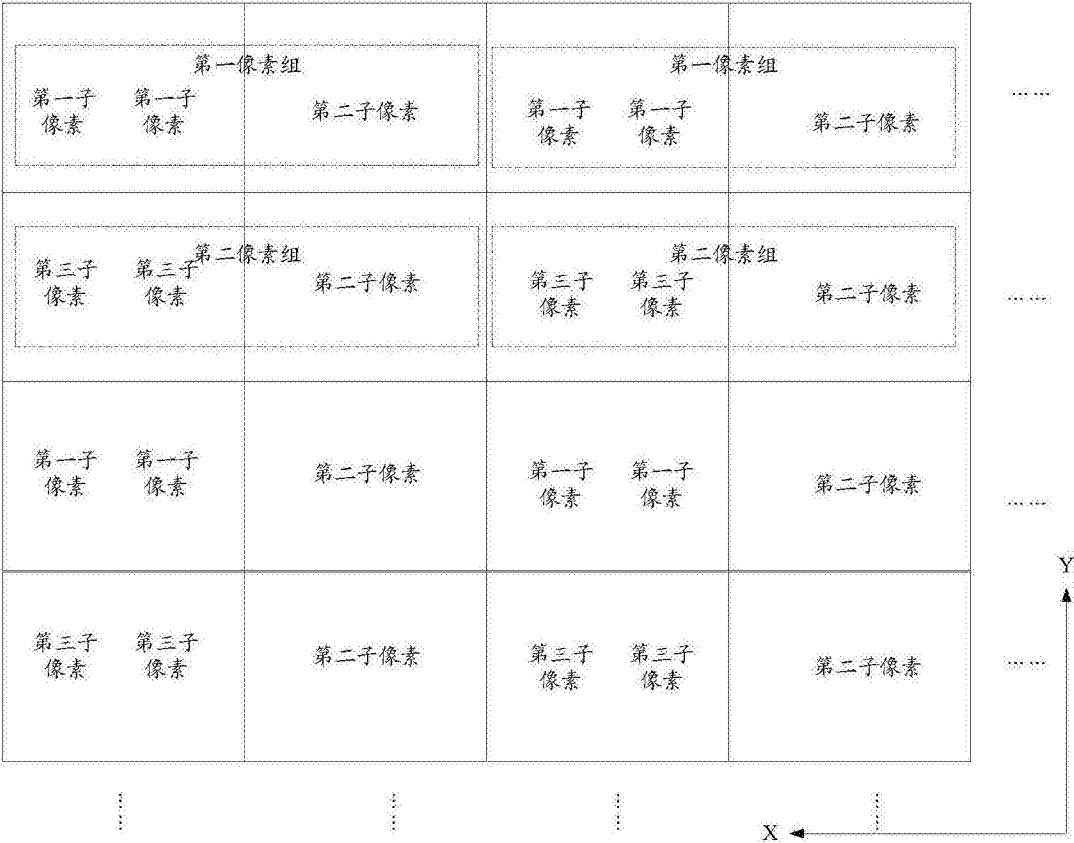 第一像素组
第一像素组
第一子 第一子
像素 像素
第二子像素
第一子 第一子
像素 像素
第二子像素
……
第二像素组
第二像素组
第三子 第三子
像素 像素
第二子像素
第三子 第三子
像素 像素
第二子像素
……
第一子 第一子
像素 像素
第二子像素
第一子 第一子
像素 像素
第二子像素
……
第三子 第三子
像素 像素
第二子像素
第三子 第三子
像素 像素
第二子像素
……
Y
X